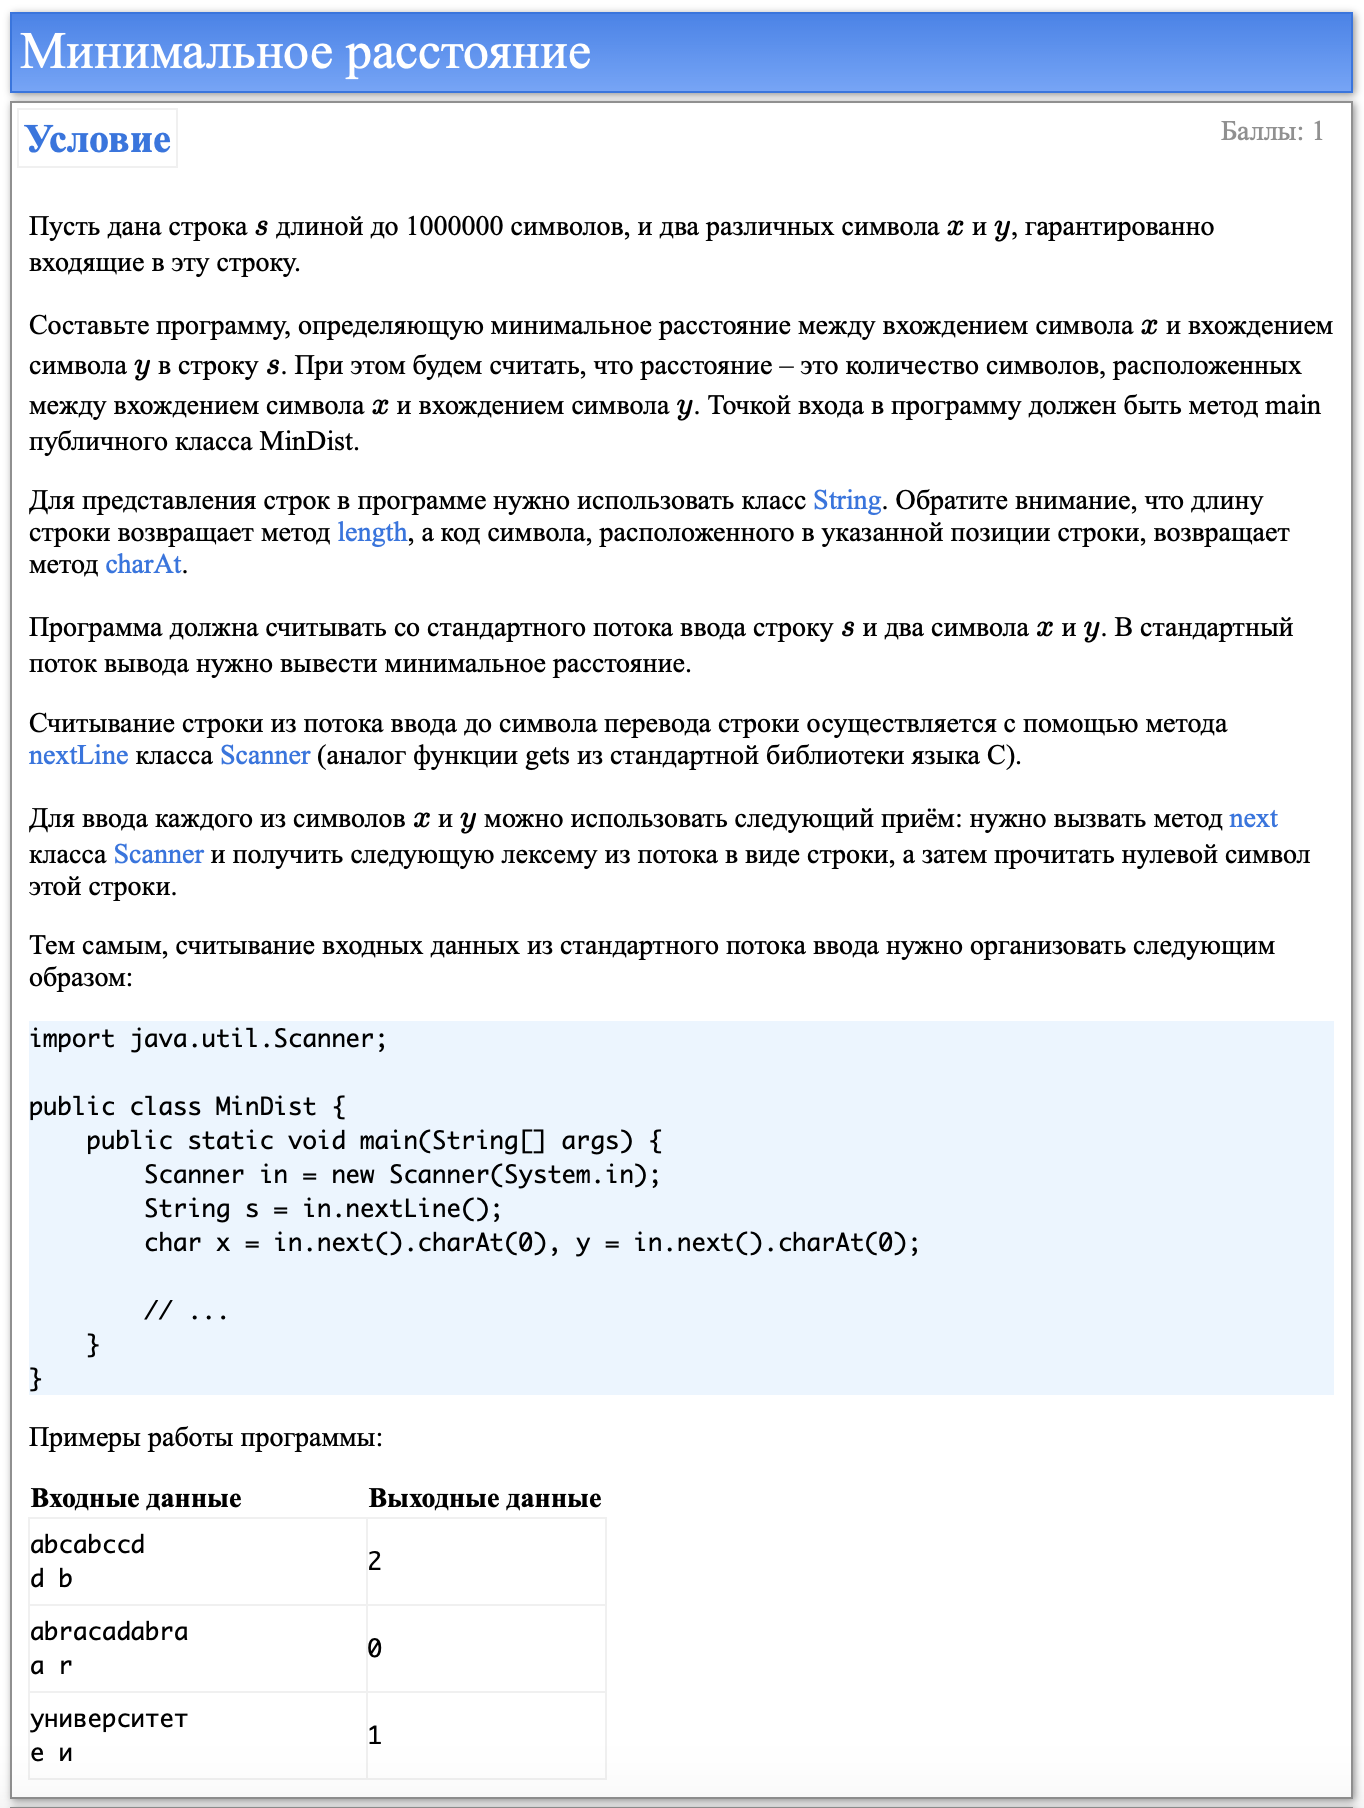 Минимальное расстояние
Условие
Баллы: 1
Пусть дана строка s длиной до 1000000 символов, и два различных символа x и y, гарантированно
входящие в эту строку.
Составьте программу, определяющую минимальное расстояние между вхождением символа x и вхождением
символа y в строку s. При этом будем считать, что расстояние – это количество символов, расположенных
между вхождением символа x и вхождением символа y. Точкой входа в программу должен быть метод main
публичного класса MinDist.
Для представления строк в программе нужно использовать класс String. Обратите внимание, что длину
строки возвращает метод length, а код символа, расположенного в указанной позиции строки, возвращает
метод charAt.
Программа должна считывать со стандартного потока ввода строку s и два символа x и y. В стандартный
поток вывода нужно вывести минимальное расстояние.
Считывание строки из потока ввода до символа перевода строки осуществляется с помощью метода
nextLine класса Scanner (аналог функции gets из стандартной библиотеки языка C).
Для ввода каждого из символов x и y можно использовать следующий приём: нужно вызвать метод next
класса Scanner и получить следующую лексему из потока в виде строки, а затем прочитать нулевой символ
этой строки.
Тем самым, считывание входных данных из стандартного потока ввода нужно организовать следующим
образом:
import java.util.Scanner;
public class MinDist {
    public static void main(String[] args) {
        Scanner in = new Scanner(System.in);
        String s = in.nextLine();
        char x = in.next().charAt(0), y = in.next().charAt(0);
        // ...
    }
}
Примеры работы программы:
Входные данные Выходные данные
abcabccd
d b
2
abracadabra
a r
0
университет
е и
1